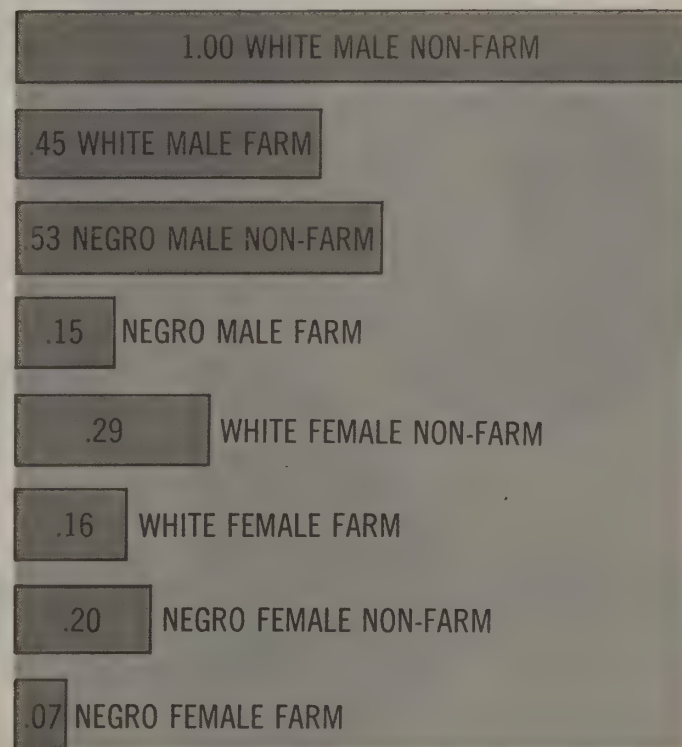 1.00 WHITE MALE NON-FARM
.45 WHITE MALE FARM
.53 NEGRO MALE NON-FARM
.15 NEGRO MALE FARM
.29 WHITE FEMALE NON-FARM
.16 WHITE FEMALE FARM
.20 NEGRO FEMALE NON-FARM
.07 NEGRO FEMALE FARM